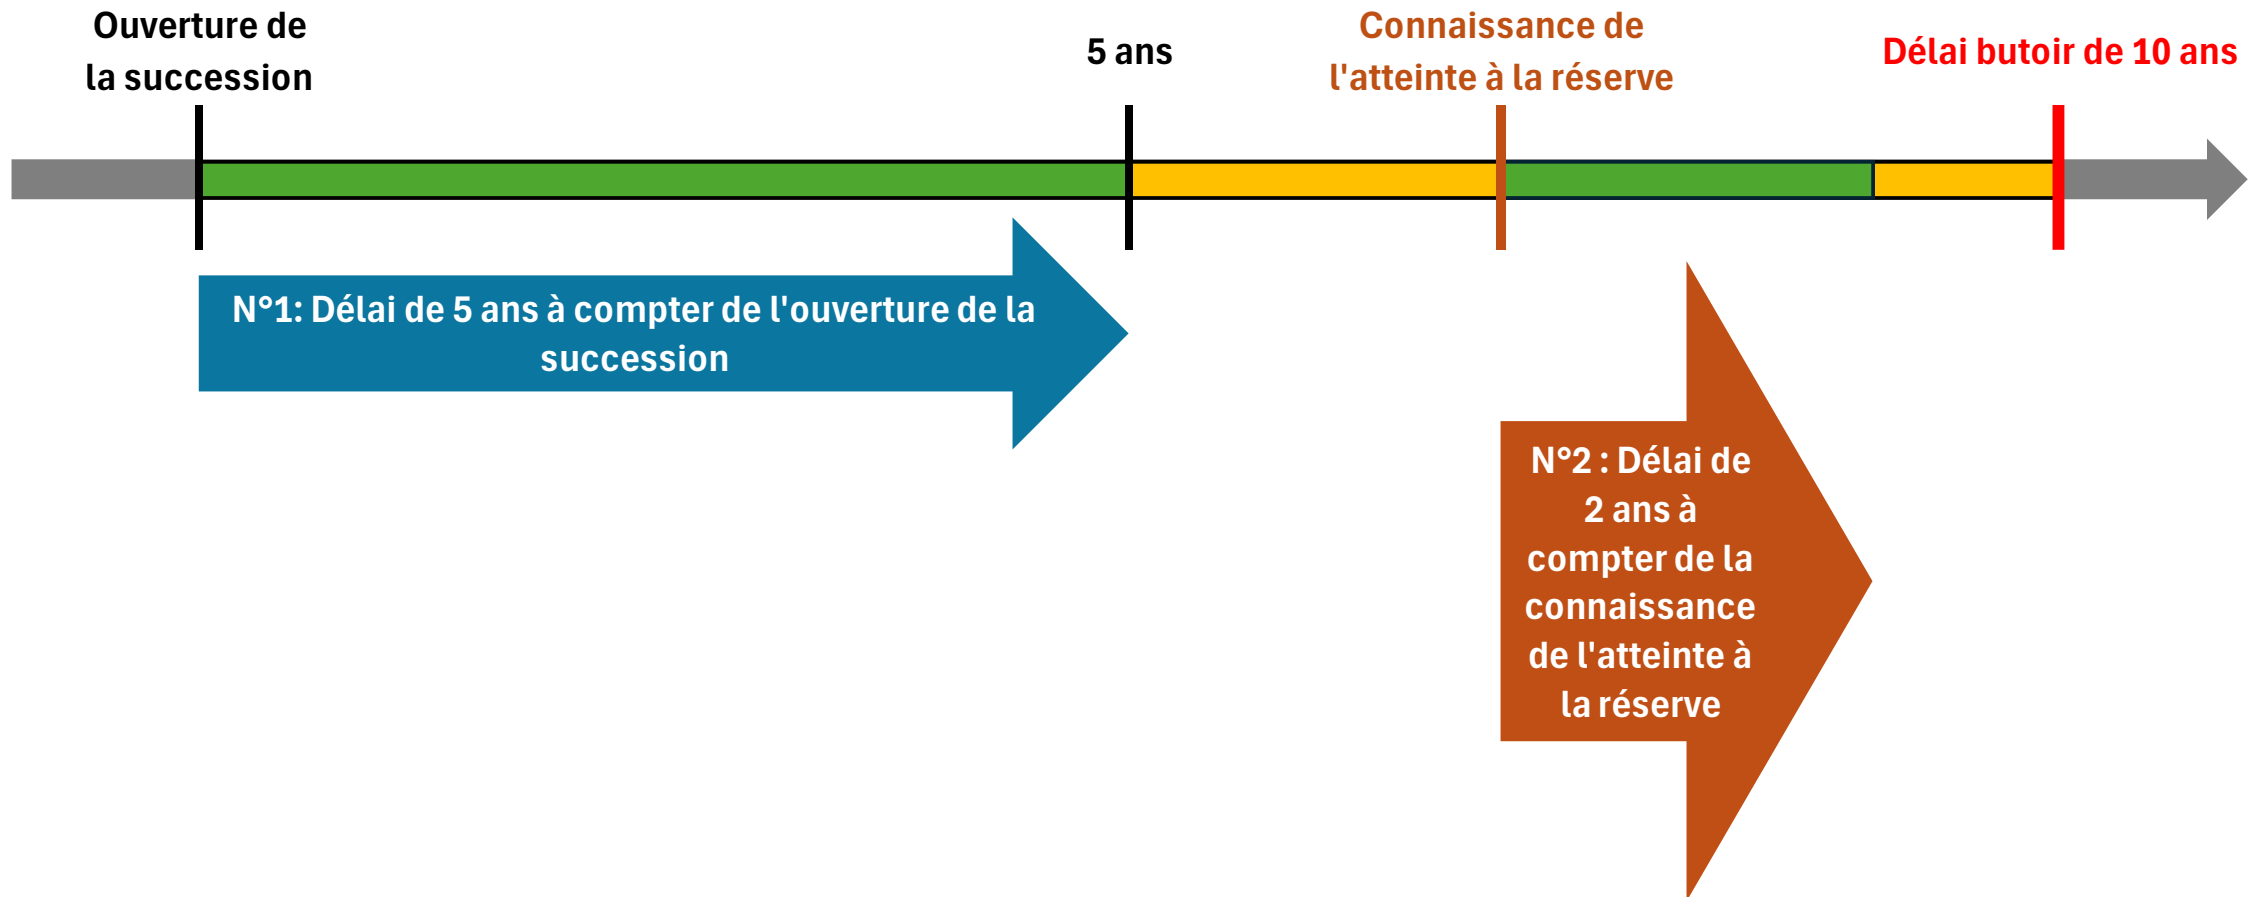 Ouverture de
la succession
5 ans
Connaissance de
l'atteinte à la réserve
Délai butoir de 10 ans
N°1: Délai de 5 ans à compter de l'ouverture de la
succession
N°2 : Délai de
2 ans à
compter de la
connaissance
de l'atteinte à
la réserve